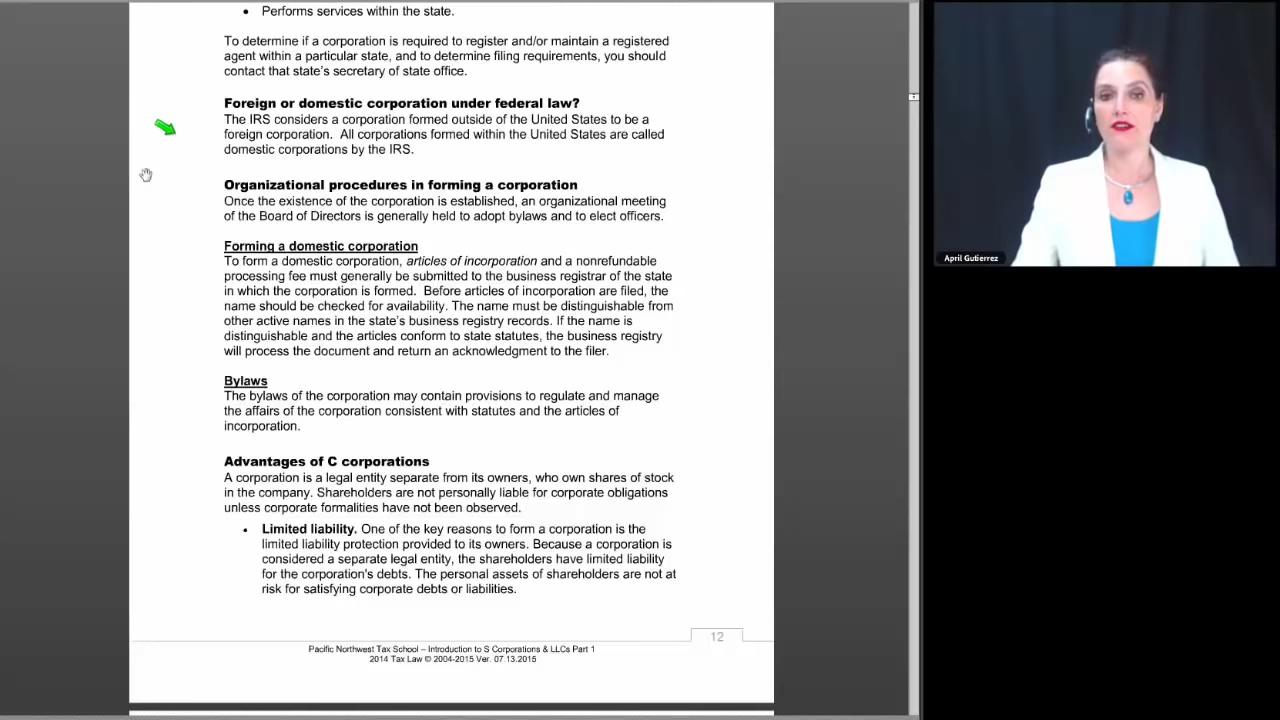 • Performs services within the state.
To determine if a corporation is required to register and/or maintain a registered
agent within a particular state, and to determine filing requirements, you should
contact that state's secretary of state office.
Foreign or domestic corporation under federal law?
The IRS considers a corporation formed outside of the United States to be a
foreign corporation.  All corporations formed within the United States are called
domestic corporations by the IRS.
Organizational procedures in forming a corporation
Once the existence of the corporation is established, an organizational meeting
of the Board of Directors is generally held to adopt bylaws and to elect officers.
Forming a domestic corporation
To form a domestic corporation, articles of incorporation and a nonrefundable
processing fee must generally be submitted to the business registrar of the state
in which the corporation is formed.  Before articles of incorporation are filed, the
name should be checked for availability. The name must be distinguishable from
other active names in the state's business registry records. If the name is
distinguishable and the articles conform to state statutes, the business registry
will process the document and return an acknowledgment to the filer.
Bylaws
The bylaws of the corporation may contain provisions to regulate and manage
the affairs of the corporation consistent with statutes and the articles of
incorporation.
Advantages of C corporations
A corporation is a legal entity separate from its owners, who own shares of stock
in the company. Shareholders are not personally liable for corporate obligations
unless corporate formalities have not been observed.
• Limited liability. One of the key reasons to form a corporation is the
limited liability protection provided to its owners. Because a corporation is
considered a separate legal entity, the shareholders have limited liability
for the corporation's debts. The personal assets of shareholders are not at
risk for satisfying corporate debts or liabilities.
12
Pacific Northwest Tax School – Introduction to S Corporations & LLCs Part 1
2014 Tax Law © 2004-2015 Ver. 07.13.2015
April Gutierrez